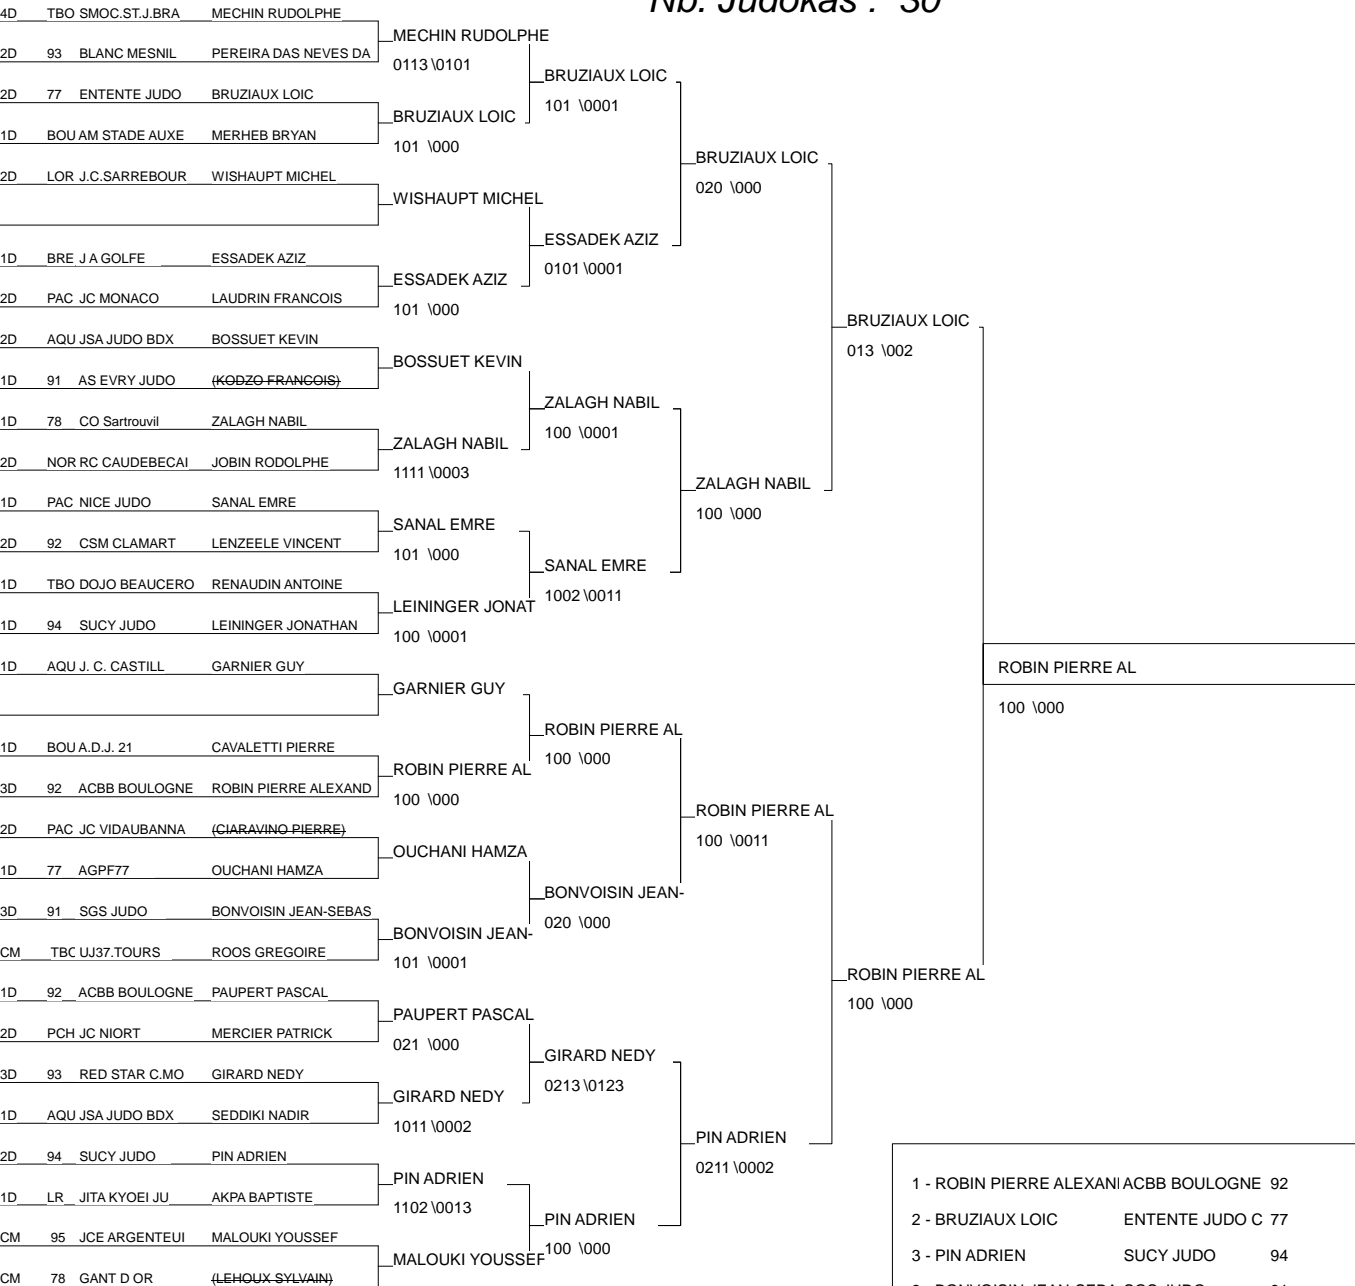 Nb. Judokas : 30
4D TBO SMOC.ST.J.BRA MECHIN RUDOLPHE
2D 93 BLANC MESNIL PEREIRA DAS NEVES DA
2D 77 ENTENTE JUDO BRUZIAUX LOIC
1D BOU AM STADE AUXE MERHEB BRYAN
2D LOR J.C.SARREBOUR WISHAUPT MICHEL
1D BRE J A GOLFE ESSADEK AZIZ
2D PAC JC MONACO LAUDRIN FRANCOIS
2D AQU JSA JUDO BDX BOSSUET KEVIN
1D 91 AS EVRY JUDO (KODZO FRANCOIS)
1D 78 CO Sartrouvil ZALAGH NABIL
2D NOR RC CAUDEBECAI JOBIN RODOLPHE
1D PAC NICE JUDO SANAL EMRE
2D 92 CSM CLAMART LENZEELE VINCENT
1D TBO DOJO BEAUCERO RENAUDIN ANTOINE
1D 94 SUCY JUDO LEININGER JONATHAN
1D AQU J. C. CASTILL GARNIER GUY
1D BOU A.D.J. 21 CAVALETTI PIERRE
3D 92 ACBB BOULOGNE ROBIN PIERRE ALEXAND
2D PAC JC VIDAUBANNA (CIARAVINO PIERRE)
1D 77 AGPF77 OUCHANI HAMZA
3D 91 SGS JUDO BONVOISIN JEAN-SEBAS
CM TBO UJ37.TOURS ROOS GREGOIRE
1D 92 ACBB BOULOGNE PAUPERT PASCAL
2D PCH JC NIORT MERCIER PATRICK
3D 93 RED STAR C.MO GIRARD NEDY
1D AQU JSA JUDO BDX SEDDIKI NADIR
2D 94 SUCY JUDO PIN ADRIEN
1D LR JITA KYOEI JU AKPA BAPTISTE
CM 95 JCE ARGENTEUI MALOUKI YOUSSEF
CM 78 GANT D OR (LEHOUX SYLVAIN)
MECHIN RUDOLPHE
0113 \0101
BRUZIAUX LOIC
101 \000
WISHAUPT MICHEL
ESSADEK AZIZ
101 \000
BOSSUET KEVIN
ZALAGH NABIL
1111 \0003
SANAL EMRE
101 \000
LEININGER JONAT
100 \0001
GARNIER GUY
ROBIN PIERRE AL
100 \000
OUCHANI HAMZA
BONVOISIN JEAN-
101 \0001
PAUPERT PASCAL
021 \000
GIRARD NEDY
1011 \0002
PIN ADRIEN
1102 \0013
MALOUKI YOUSSEF
BRUZIAUX LOIC
101 \0001
ESSADEK AZIZ
0101 \0001
ZALAGH NABIL
100 \0001
SANAL EMRE
1002 \0011
ROBIN PIERRE AL
100 \000
BONVOISIN JEAN-
020 \000
GIRARD NEDY
0213 \0123
PIN ADRIEN
100 \000
BRUZIAUX LOIC
020 \000
ZALAGH NABIL
100 \000
ROBIN PIERRE AL
100 \0011
PIN ADRIEN
0211 \0002
BRUZIAUX LOIC
013 \002
ROBIN PIERRE AL
100 \000
ROBIN PIERRE AL
100 \000
1 - ROBIN PIERRE ALEXAN ACBB BOULOGNE 92
2 - BRUZIAUX LOIC ENTENTE JUDO C 77
3 - PIN ADRIEN SUCY JUDO 94